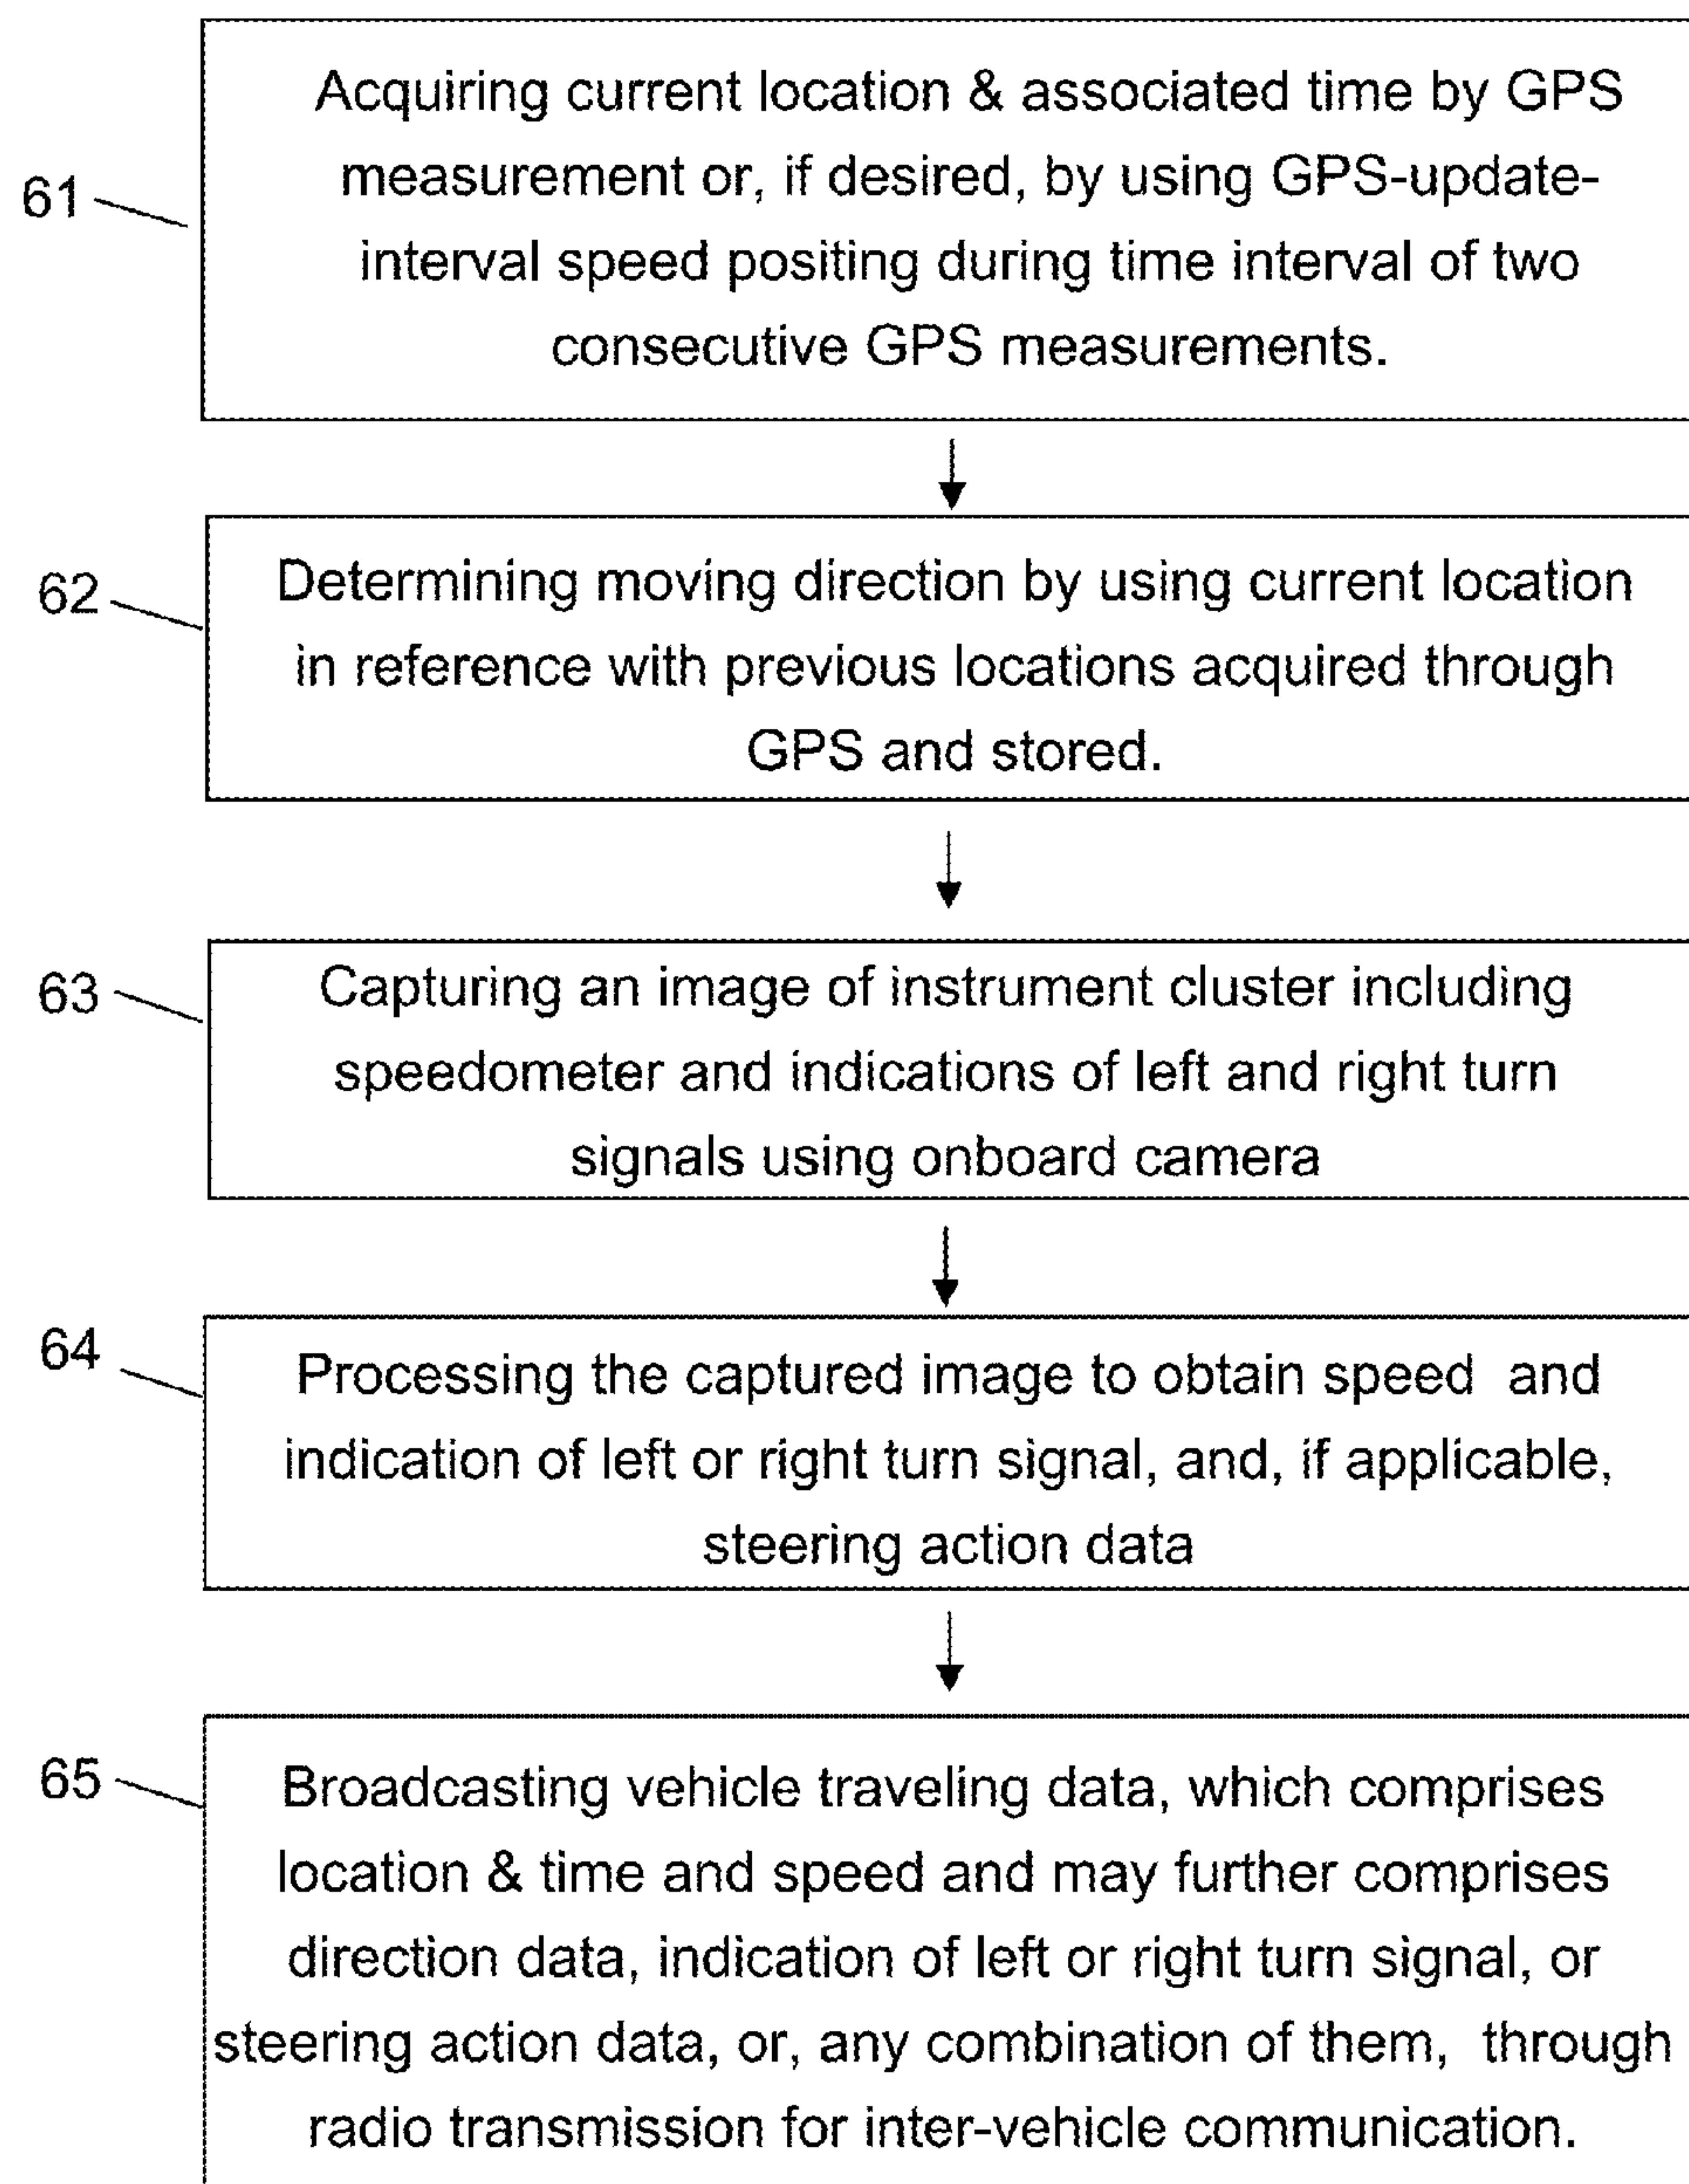 Acquiring current location & associated time by GPS
measurement or, if desired, by using GPS-update-
61
interval speed positing during time interval of two
consecutive GPS measurements.
Determining moving direction by using current location
62
in reference with previous locations acquired through
GPS and stored.
Capturing an image of instrument cluster including
63
speedometer and indications of left and right turn
signals using onboard camera
64
Processing the captured image to obtain speed and
indication of left or right turn signal, and, if applicable,
steering action data
65
Broadcasting vehicle traveling data, which comprises
location & time and speed and may further comprises
direction data, indication of left or right turn signal, or
steering action data, or, any combination of them, through
radio transmission for inter-vehicle communication.